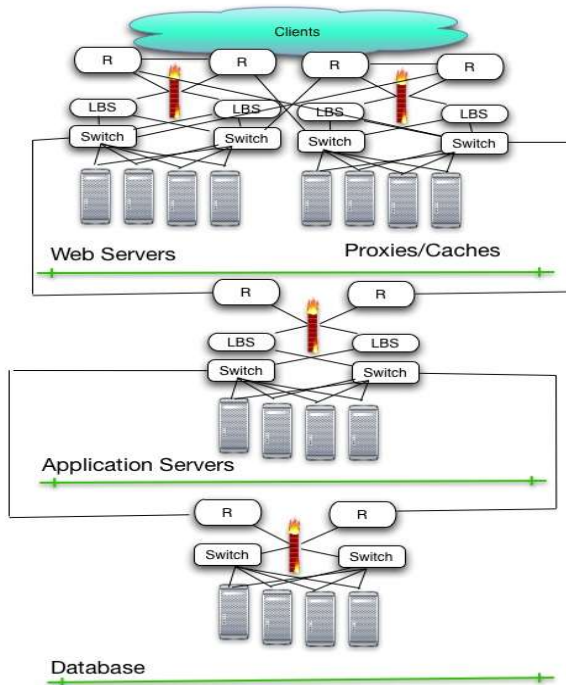 Clients
R R R R
LBS LBS LBS LBS
Switch Switch Switch Switch
Web Servers Proxies/Caches
R R
LBS LBS
Switch Switch
Application Servers
R R
Switch Switch
Database